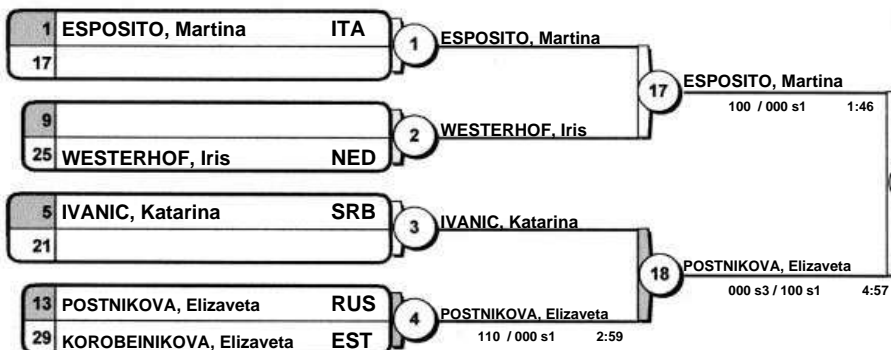 1 ESPOSITO, Martina ITA
17
1
ESPOSITO, Martina
9
25 WESTERHOF, Iris NED
2
WESTERHOF, Iris
17
ESPOSITO, Martina
100 / 000 s1 1:46
5 IVANIC, Katarina SRB
21
3
IVANIC, Katarina
13 POSTNIKOVA, Elizaveta RUS
29 KOROBEINIKOVA, Elizaveta EST
4
POSTNIKOVA, Elizaveta
110 / 000 s1 2:59
18
POSTNIKOVA, Elizaveta
000 s3 / 100 s1 4:57